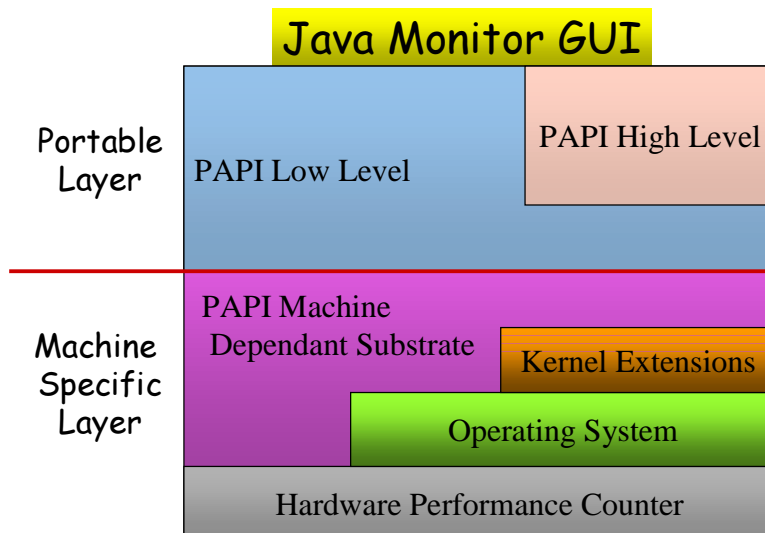 Java Monitor GUI
Portable
Layer
PAPI Low Level
PAPI High Level
Machine
Specific
Layer
PAPI Machine
Dependant Substrate
Kernel Extensions
Operating System
Hardware Performance Counter